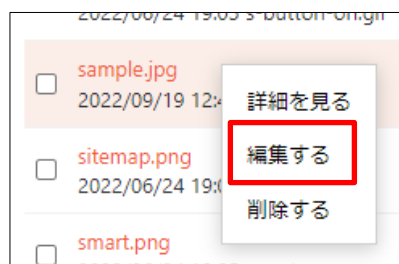 2022/06/24 19:05 s-button-on.gif
sample.jpg
2022/09/19 12:4
詳細を見る
編集する
sitemap.png
2022/06/24 19:0
削除する
smart.png